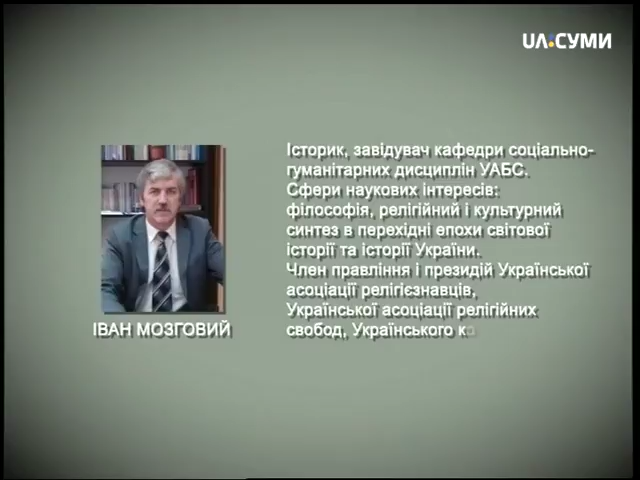 UA:СУМИ
Історик, завідувач кафедри соціально-
гуманітарних дисциплін УАБС.
Сфери наукових інтересів:
філософія, релігійний і культурний
синтез в перехідні епохи світової
історії та історії України.
Член правління і президій Української
асоціації релігієзнавців,
Української асоціації релігійних
свобод, Українського к
ІВАН МОЗГОВИЙ